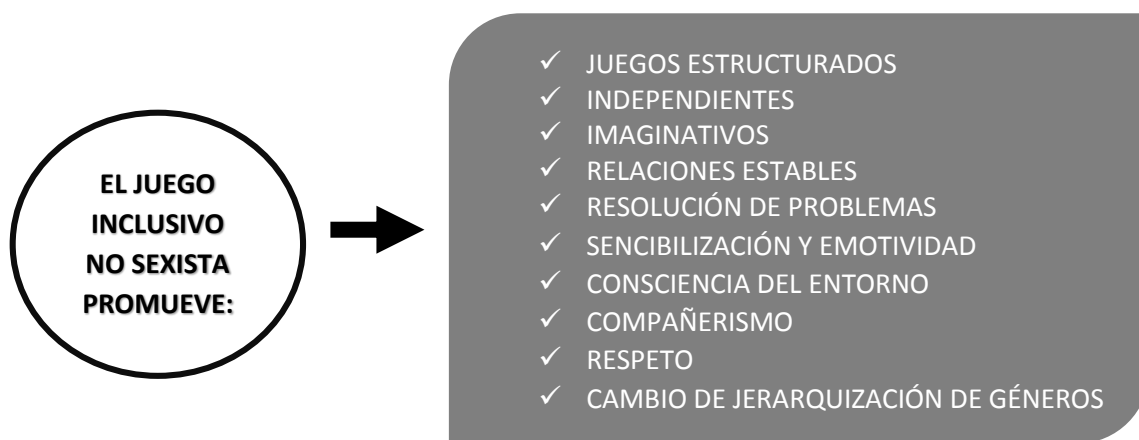 EL JUEGO
INCLUSIVO
NO SEXISTA
PROMUEVE:
✓ JUEGOS ESTRUCTURADOS
✓ INDEPENDIENTES
✓ IMAGINATIVOS
✓ RELACIONES ESTABLES
✓ RESOLUCIÓN DE PROBLEMAS
✓ SENCIBILIZACIÓN Y EMOTIVIDAD
✓ CONSCIENCIA DEL ENTORNO
✓ COMPAÑERISMO
✓ RESPETO
✓ CAMBIO DE JERARQUIZACIÓN DE GÉNEROS